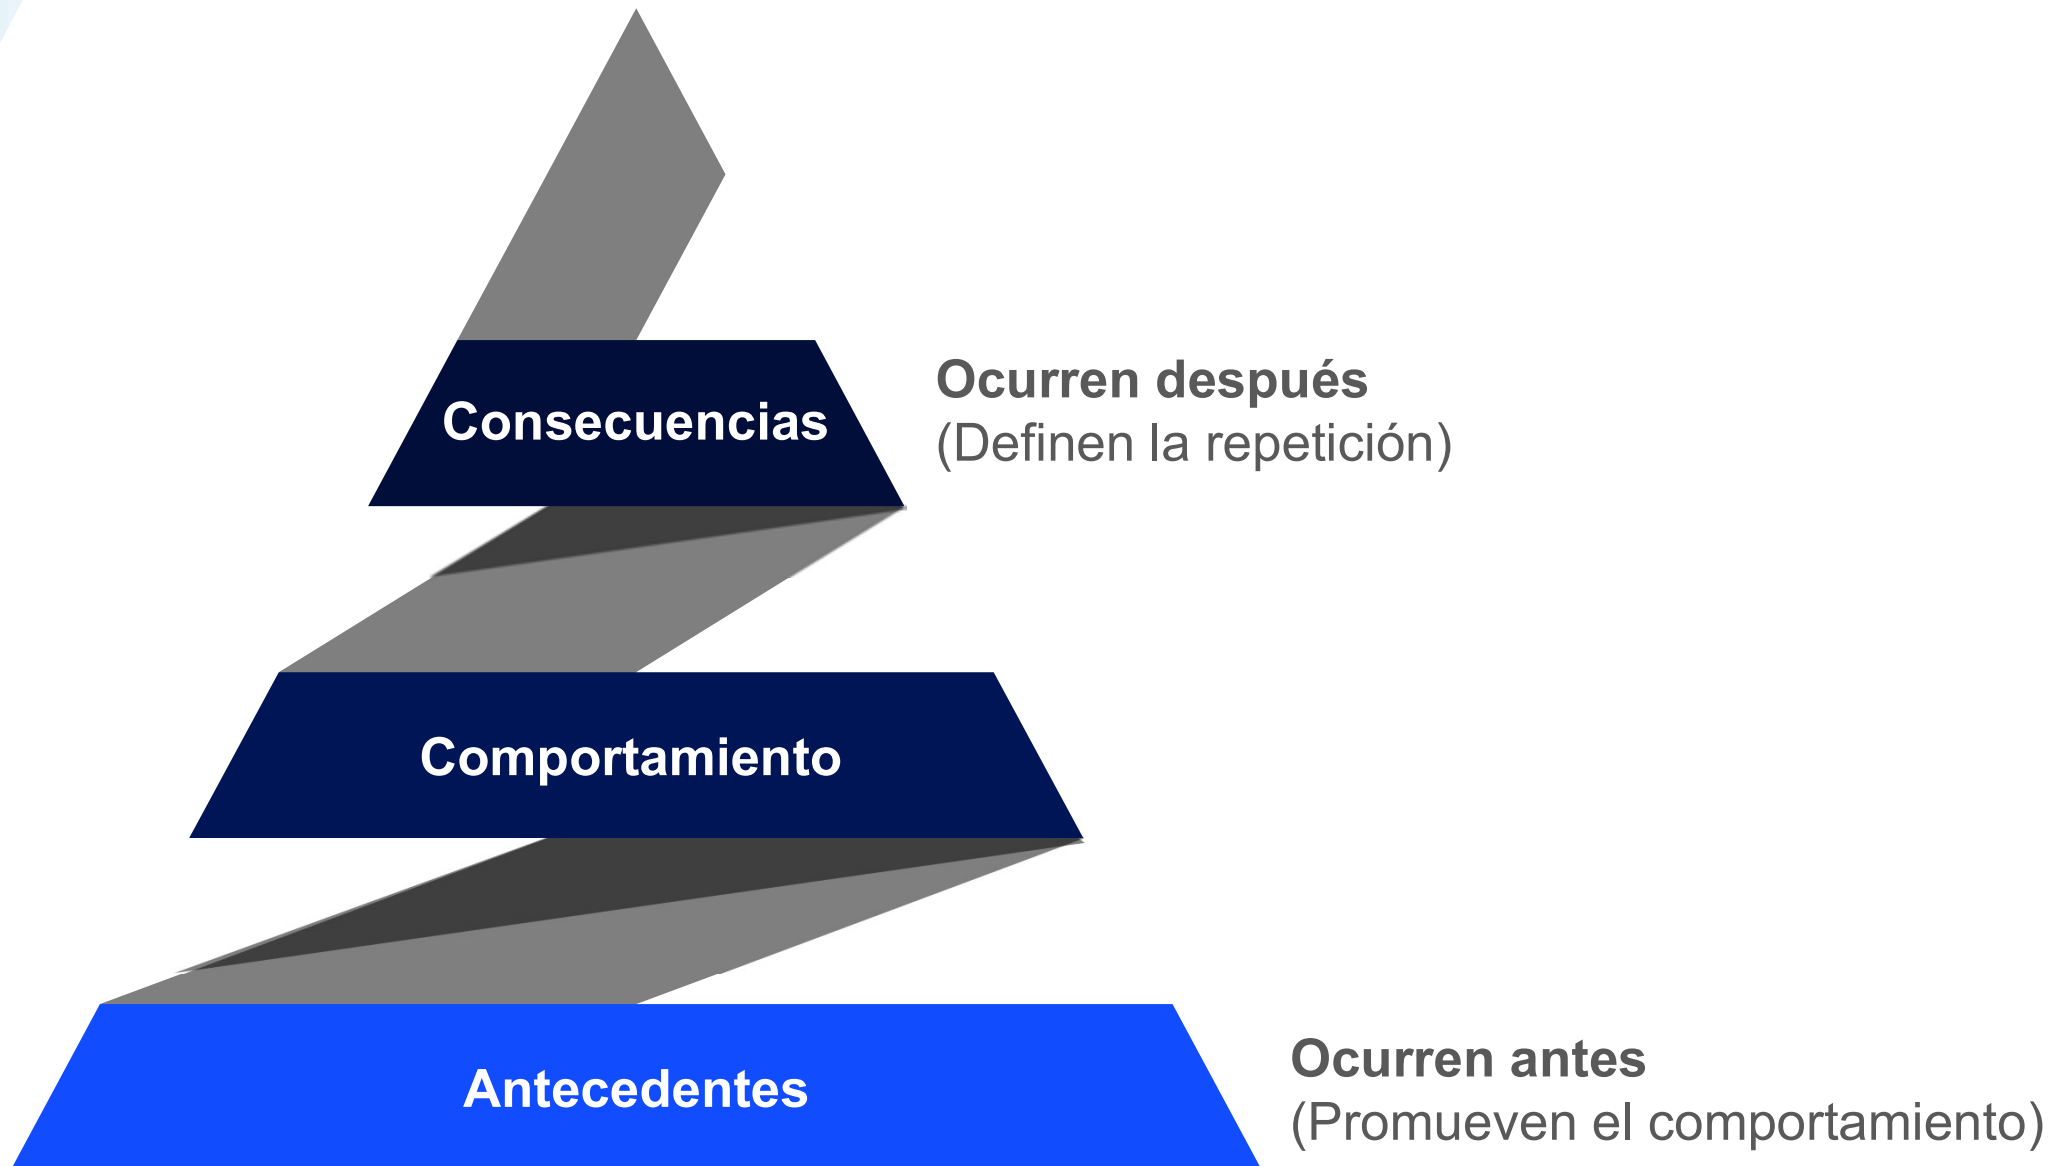 Consecuencias
Ocurren después
(Definen la repetición)
Comportamiento
Antecedentes
Ocurren antes
(Promueven el comportamiento)